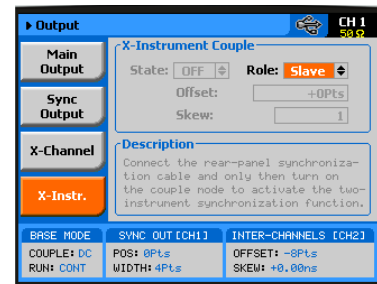 ▸ Output
CH 1
50 Ω
Main
Output
Sync
Output
X-Channel
X-Instr.
X-Instrument Couple
State: OFF Role: Slave
Offset: +0Pts
Skew: 1
Description
Connect the rear-panel synchroniza-
tion cable and only then turn on
the couple node to activate the two-
instrument synchronization function.
BASE MODE SYNC OUT [CH1] INTER-CHANNELS [CH2]
COUPLE: DC POS: 0Pts OFFSET: -8Pts
RUN: CONT WIDTH: 4Pts SKEW: +0.00ns